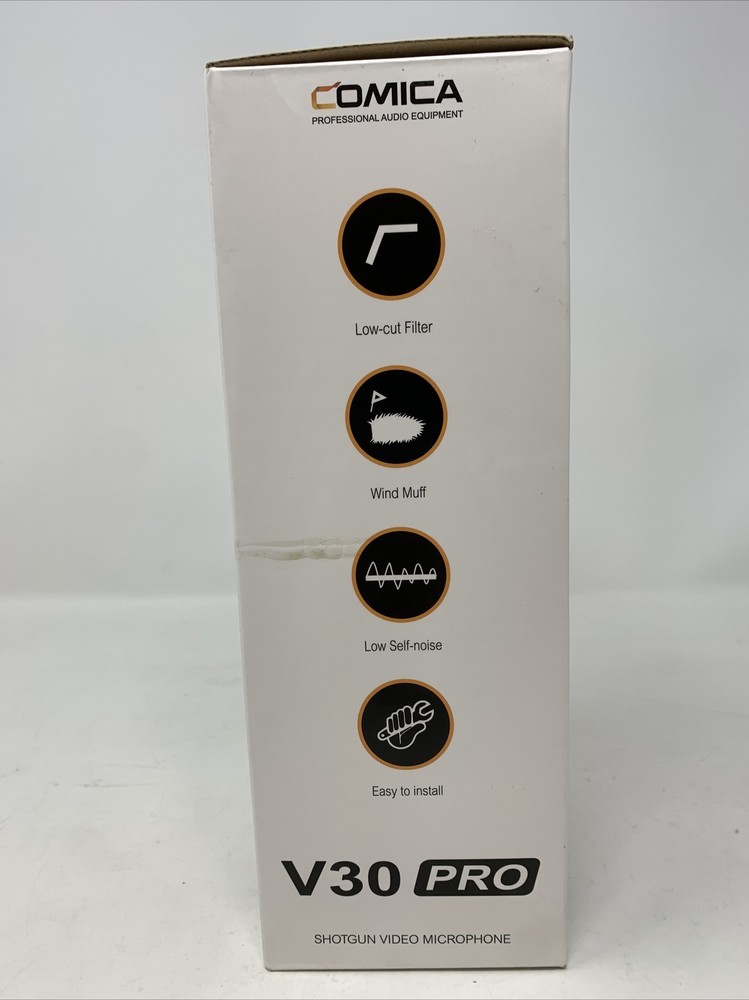 COMICA
PROFESSIONAL AUDIO EQUIPMENT
Low-cut Filter
Wind Muff
Low Self-noise
Easy to install
V30 PRO
SHOTGUN VIDEO MICROPHONE